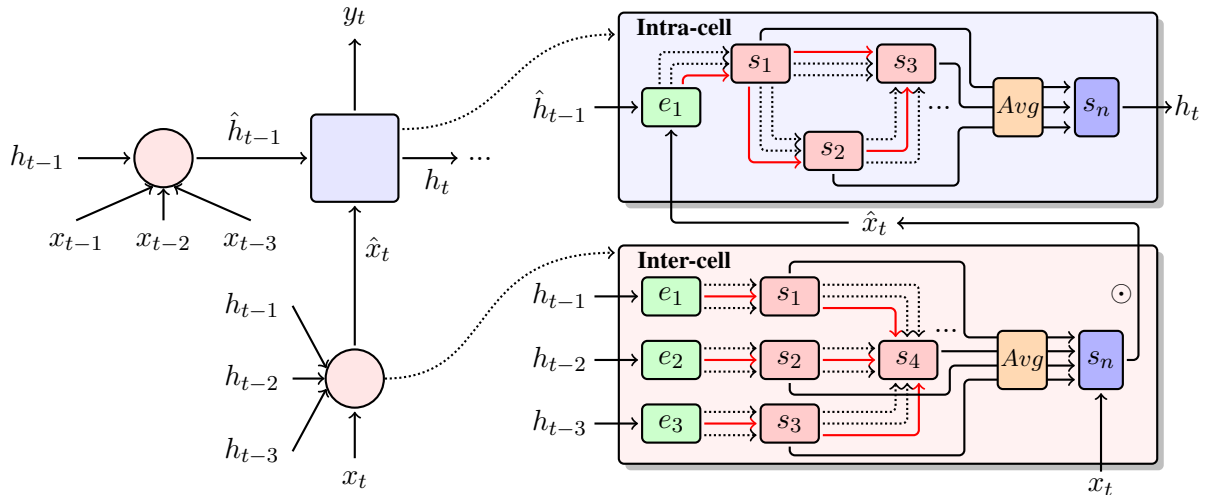 y_t
ĥ_{t−1}
h_{t−1}
h_t
...
x_{t−1} x_{t−2} x_{t−3}
x̂_t
h_{t−1}
h_{t−2}
h_{t−3}
x_t
Intra-cell
ĥ_{t−1}
e_1
s_1
s_3
s_2
...
Avg
s_n
h_t
x̂_t
Inter-cell
h_{t−1} e_1 s_1
⊙
...
h_{t−2} e_2 s_2 s_4 Avg s_n
h_{t−3} e_3 s_3
x_t